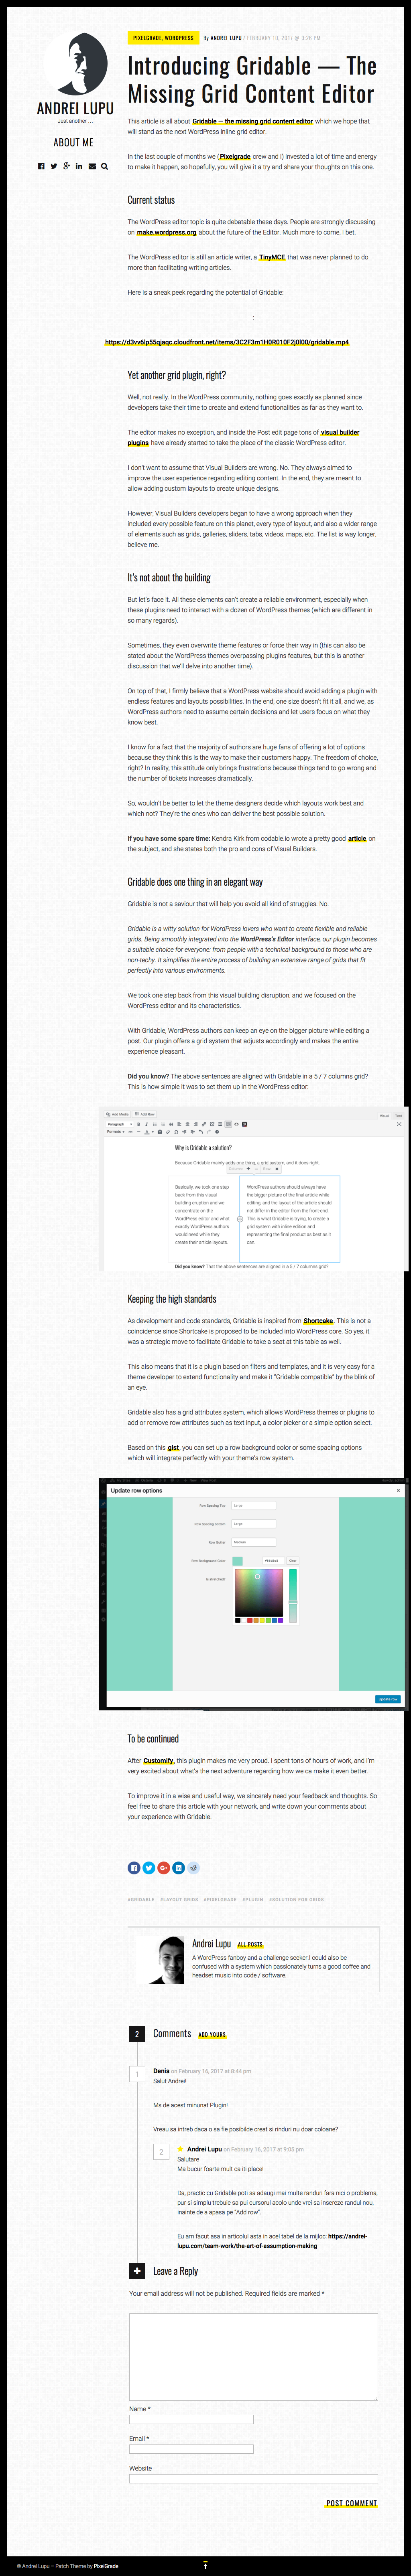 ANDREI LUPU
Just another ....
ABOUT ME
PIXELGRADE, WORDPRESS By ANDREI LUPU / FEBRUARY 10, 2017 @ 3:26 PM
Introducing Gridable — The
Missing Grid Content Editor
This article is all about Gridable – the missing grid content editor which we hope that
will stand as the next WordPress inline grid editor.
In the last couple of months we (Pixelgrade crew and I) invested a lot of time and energy
to make it happen, so hopefully, you will give it a try and share your thoughts on this one.
Current status
The WordPress editor topic is quite debatable these days. People are strongly discussing
on make.wordpress.org about the future of the Editor. Much more to come, I bet.
The WordPress editor is still an article writer, a TinyMCE that was never planned to do
more than facilitating writing articles.
Here is a sneak peek regarding the potential of Gridable:
:
https://d3vv6lp55qjaqc.cloudfront.net/items/3C2F3m1H0R010F2j0I00/gridable.mp4
Yet another grid plugin, right?
Well, not really. In the WordPress community, nothing goes exactly as planned since
developers take their time to create and extend functionalities as far as they want to.
The editor makes no exception, and inside the Post edit page tons of visual builder
plugins have already started to take the place of the classic WordPress editor.
I don't want to assume that Visual Builders are wrong. No. They always aimed to
improve the user experience regarding editing content. In the end, they are meant to
allow adding custom layouts to create unique designs.
However, Visual Builders developers began to have a wrong approach when they
included every possible feature on this planet, every type of layout, and also a wider range
of elements such as grids, galleries, sliders, tabs, videos, maps, etc. The list is way longer,
believe me.
It's not about the building
But let's face it. All these elements can't create a reliable environment, especially when
these plugins need to interact with a dozen of WordPress themes (which are different in
so many regards).
Sometimes, they even overwrite theme features or force their way in (this can also be
stated about the WordPress themes overpassing plugins features, but this is another
discussion that we'll delve into another time).
On top of that, I firmly believe that a WordPress website should avoid adding a plugin with
endless features and layouts possibilities. In the end, one size doesn't fit it all, and we, as
WordPress authors need to assume certain decisions and let users focus on what they
know best.
I know for a fact that the majority of authors are huge fans of offering a lot of options
because they think this is the way to make their customers happy. The freedom of choice,
right? In reality, this attitude only brings frustrations because things tend to go wrong and
the number of tickets increases dramatically.
So, wouldn't be better to let the theme designers decide which layouts work best and
which not? They're the ones who can deliver the best possible solution.
If you have some spare time: Kendra Kirk from codable.io wrote a pretty good article on
the subject, and she states both the pro and cons of Visual Builders.
Gridable does one thing in an elegant way
Gridable is not a saviour that will help you avoid all kind of struggles. No.
Gridable is a witty solution for WordPress lovers who want to create flexible and reliable
grids. Being smoothly integrated into the WordPress's Editor interface, our plugin becomes
a suitable choice for everyone: from people with a technical background to those who are
non-techy. It simplifies the entire process of building an extensive range of grids that fit
perfectly into various environments.
We took one step back from this visual building disruption, and we focused on the
WordPress editor and its characteristics.
With Gridable, WordPress authors can keep an eye on the bigger picture while editing a
post. Our plugin offers a grid system that adjusts accordingly and makes the entire
experience pleasant.
Did you know? The above sentences are aligned with Gridable in a 5 / 7 columns grid?
This is how simple it was to set them up in the WordPress editor:
Add Media Add Row
Visual Text
Paragraph
Formats
Why is Gridable a solution?
Because Gridable mainly adds one thing, a grid system, and it does right.
Column Row
Basically, we took one step
back from this visual
building eruption and we
concentrate on the
WordPress editor and what
exactly WordPress authors
would need while they
create their article layouts.
WordPress authors should always have
the bigger picture of the final article while
editing, and the layout of the article should
not differ in the editor from the front-end.
This is what Gridable is trying, to create a
grid system with inline edition and
representing the final product as best as it
can.
Did you know? That the above sentences are aligned in a 5 / 7 columns grid?
Keeping the high standards
As development and code standards, Gridable is inspired from Shortcake. This is not a
coincidence since Shortcake is proposed to be included into WordPress core. So yes, it
was a strategic move to facilitate Gridable to take a seat at this table as well.
This also means that it is a plugin based on filters and templates, and it is very easy for a
theme developer to extend functionality and make it "Gridable compatible" by the blink of
an eye.
Gridable also has a grid attributes system, which allows WordPress themes or plugins to
add or remove row attributes such as text input, a color picker or a simple option select.
Based on this gist, you can set up a row background color or some spacing options
which will integrate perfectly with your theme's row system.
Update row options
Row Spacing Top Large
Row Spacing Bottom Large
Row Gutter Medium
Row Background Color Clear
Is stretched?
Update row
To be continued
After Customify, this plugin makes me very proud. I spent tons of hours of work, and I'm
very excited about what's the next adventure regarding how we can make it even better.
To improve it in a wise and useful way, we sincerely need your feedback and thoughts. So
feel free to share this article with your network, and write down your comments about
your experience with Gridable.
#GRIDABLE #LAYOUT GRIDS #PIXELGRADE #PLUGIN #SOLUTION FOR GRIDS
Andrei Lupu ALL POSTS
A WordPress fanboy and a challenge seeker.I could also be
confused with a system which passionately turns a good coffee and
headset music into code / software.
2 Comments ADD YOURS
1 Denis on February 16, 2017 at 8:44 pm
Salut Andrei!
Ms de acest minunat Plugin!
Vreau sa intreb daca o sa fie posibilde creat si rinduri nu doar coloane?
2 Andrei Lupu on February 16, 2017 at 9:03 pm
Salutare
Ma bucur foarte mult ca iti place!
Da, practic cu Gridable poti sa adaugi mai multe randuri fara nici o problema,
pur si simplu trebuie sa pui cursorul acolo unde vrei sa insereze randul nou,
inainte de a apasa pe "Add row".
Eu am facut asa in articolul asta in acel tabel de la mijloc: https://andrei-
lupu.com/team-work/the-art-of-assumption-making
Leave a Reply
Your email address will not be published. Required fields are marked *
Name *
Email *
Website
POST COMMENT
© Andrei Lupu – Patch Theme by PixelGrade